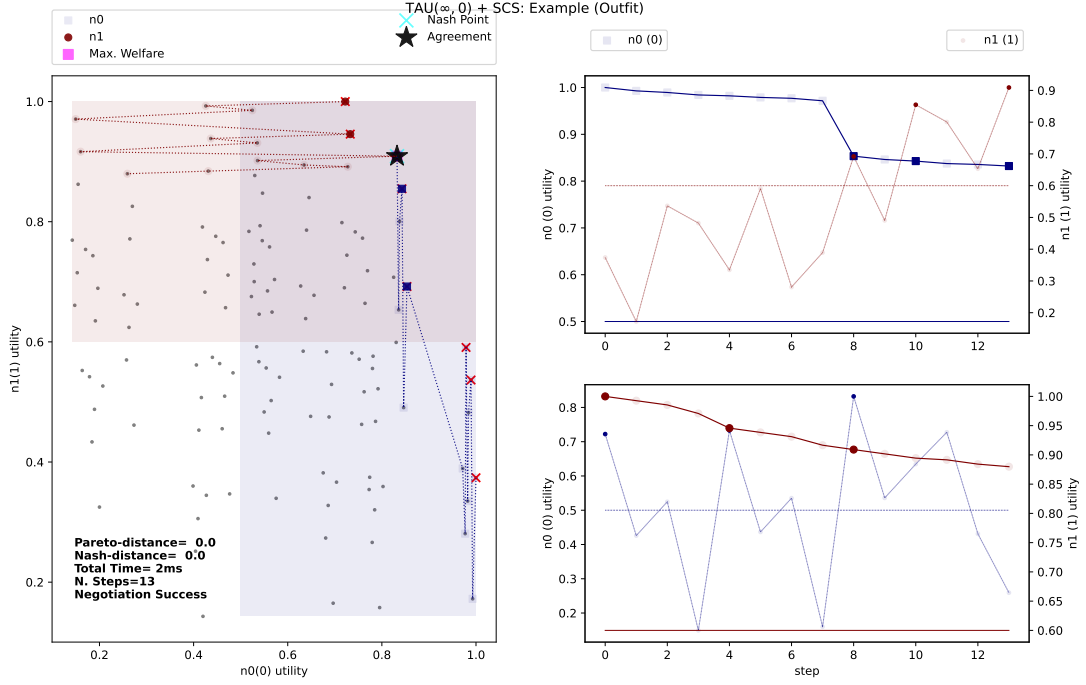 TAU(∞, 0) + SCS: Example (Outfit)
n0
n1
Max. Welfare
Nash Point
Agreement
n0 (0)
n1 (1)
1.0
0.8
0.6
0.4
0.2
n1(1) utility
Pareto-distance= 0.0
Nash-distance= 0.0
Total Time= 2ms
N. Steps=13
Negotiation Success
0.2 0.4 0.6 0.8 1.0
n0(0) utility
1.0
0.9
0.8
0.7
0.6
0.5
n0 (0) utility
0.9
0.8
0.7
0.6
0.5
0.4
0.3
0.2
n1 (1) utility
0 2 4 6 8 10 12
0.8
0.7
0.6
0.5
0.4
0.3
0.2
n0 (0) utility
1.00
0.95
0.90
0.85
0.80
0.75
0.70
0.65
0.60
n1 (1) utility
0 2 4 6 8 10 12
step